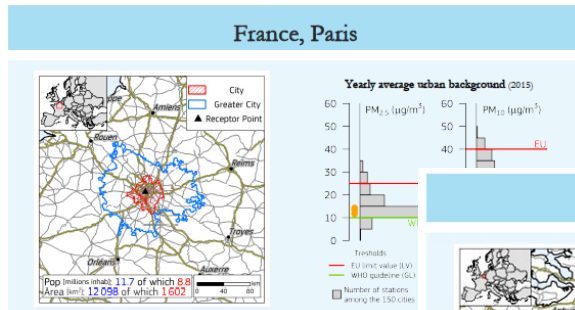 France, Paris
City
Greater City
Receptor Point
Amiens
Rouen
Reims
Troyes
Orléans
Auxerre
Pop [millions inhab]: 11.7 of which 8.8
Area (km²): 12 098 of which 1 602
km
0 40 80
Yearly average urban background (2015)
PM2.5 (µg/m³)
60
50
40
30
20
10
0
PM10 (µg/m³)
60
50
40
EU
Tresholds
EU limit value (LV)
WHO guideline (GL)
Number of stations
among the 150 cities